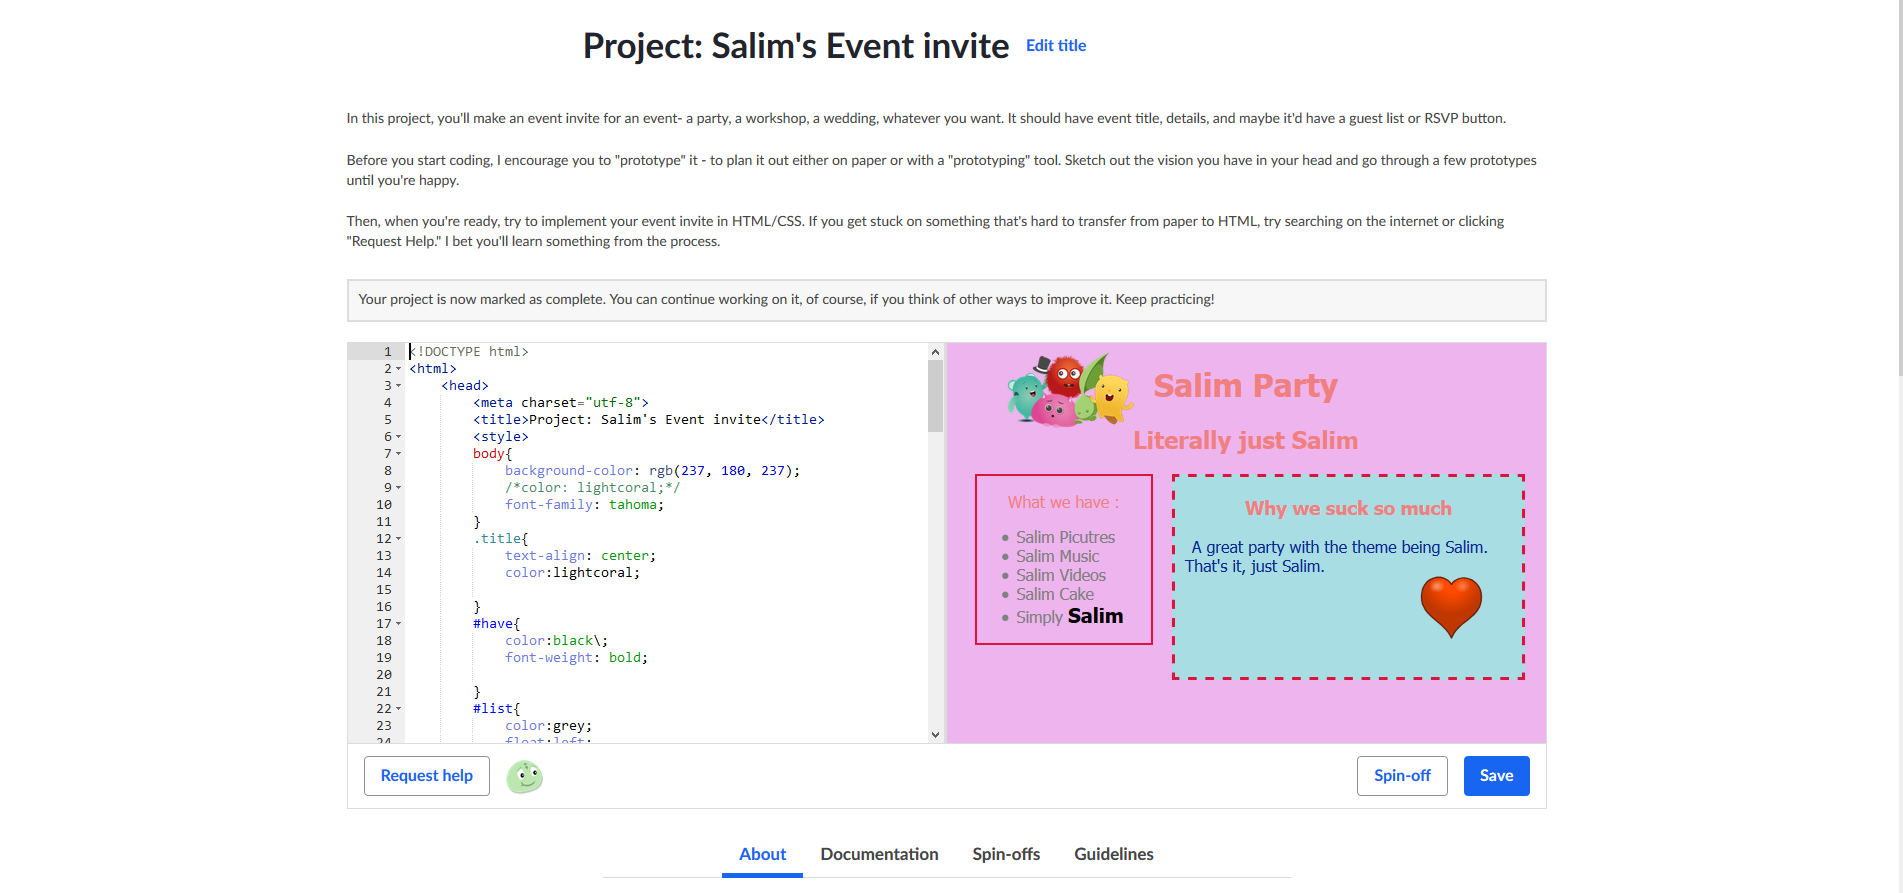 Project: Salim's Event invite Edit title
In this project, you'll make an event invite for an event- a party, a workshop, a wedding, whatever you want. It should have event title, details, and maybe it'd have a guest list or RSVP button.
Before you start coding, I encourage you to "prototype" it - to plan it out either on paper or with a "prototyping" tool. Sketch out the vision you have in your head and go through a few prototypes
until you're happy.
Then, when you're ready, try to implement your event invite in HTML/CSS. If you get stuck on something that's hard to transfer from paper to HTML, try searching on the internet or clicking
"Request Help." I bet you'll learn something from the process.
Your project is now marked as complete. You can continue working on it, of course, if you think of other ways to improve it. Keep practicing!
1 <!DOCTYPE html>
2 <html>
3 <head>
4 <meta charset="utf-8">
5 <title>Project: Salim's Event invite</title>
6 <style>
7 body{
8 background-color: rgb(237, 180, 237);
9 /*color: lightcoral;*/
10 font-family: tahoma;
11 }
12 .title{
13 text-align: center;
14 color:lightcoral;
15
16 }
17 #have{
18 color:black\;
19 font-weight: bold;
20
21 }
22 #list{
23 color:grey;
24 float:left;
Salim Party
Literally just Salim
What we have :
Salim Picutres
Salim Music
Salim Videos
Salim Cake
Simply Salim
Why we suck so much
A great party with the theme being Salim.
That's it, just Salim.
Request help
Spin-off
Save
About Documentation Spin-offs Guidelines